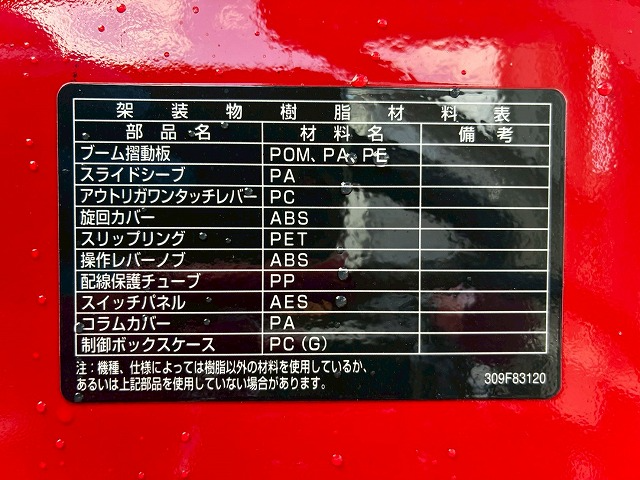 架装物樹脂材料表
部品名 材料名 備考
ブーム摺動板 POM、PA、PE
スライドシーブ PA
アウトリガワンタッチレバー PC
旋回カバー ABS
スリップリング PET
操作レバーノブ ABS
配線保護チューブ PP
スイッチパネル AES
コラムカバー PA
制御ボックスケース PC(G)
注:機種、仕様によっては樹脂以外の材料を使用しているか、
あるいは上記部品を使用していない場合があります。 309F83120